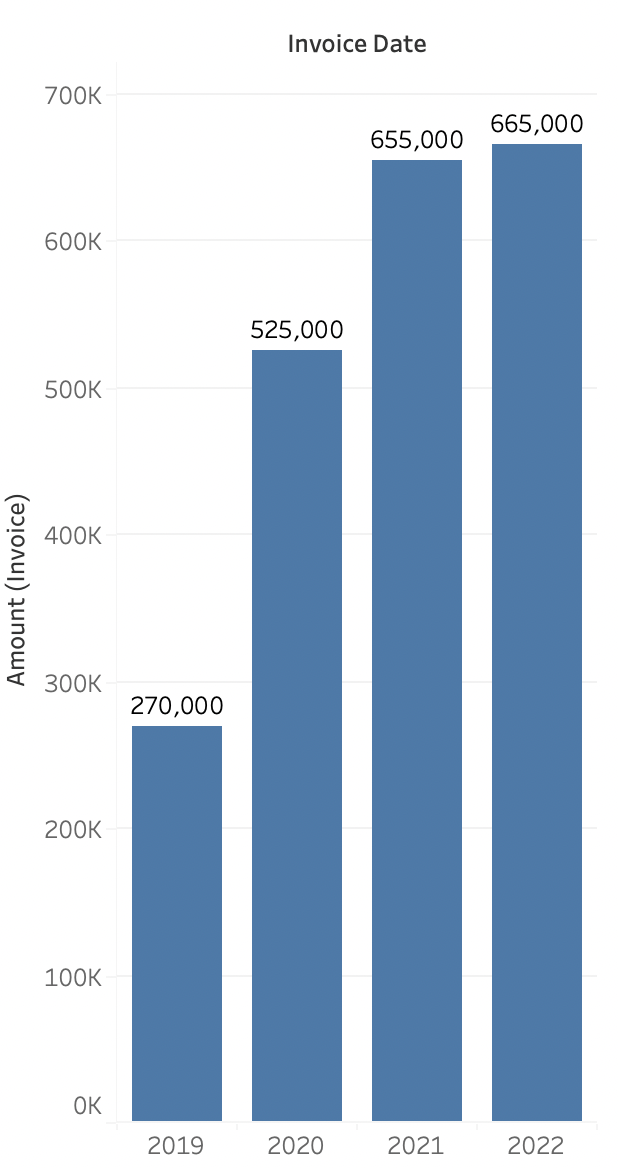 Invoice Date
700K
600K
500K
400K
300K
200K
100K
0K
Amount (Invoice)
270,000
525,000
655,000
665,000
2019
2020
2021
2022